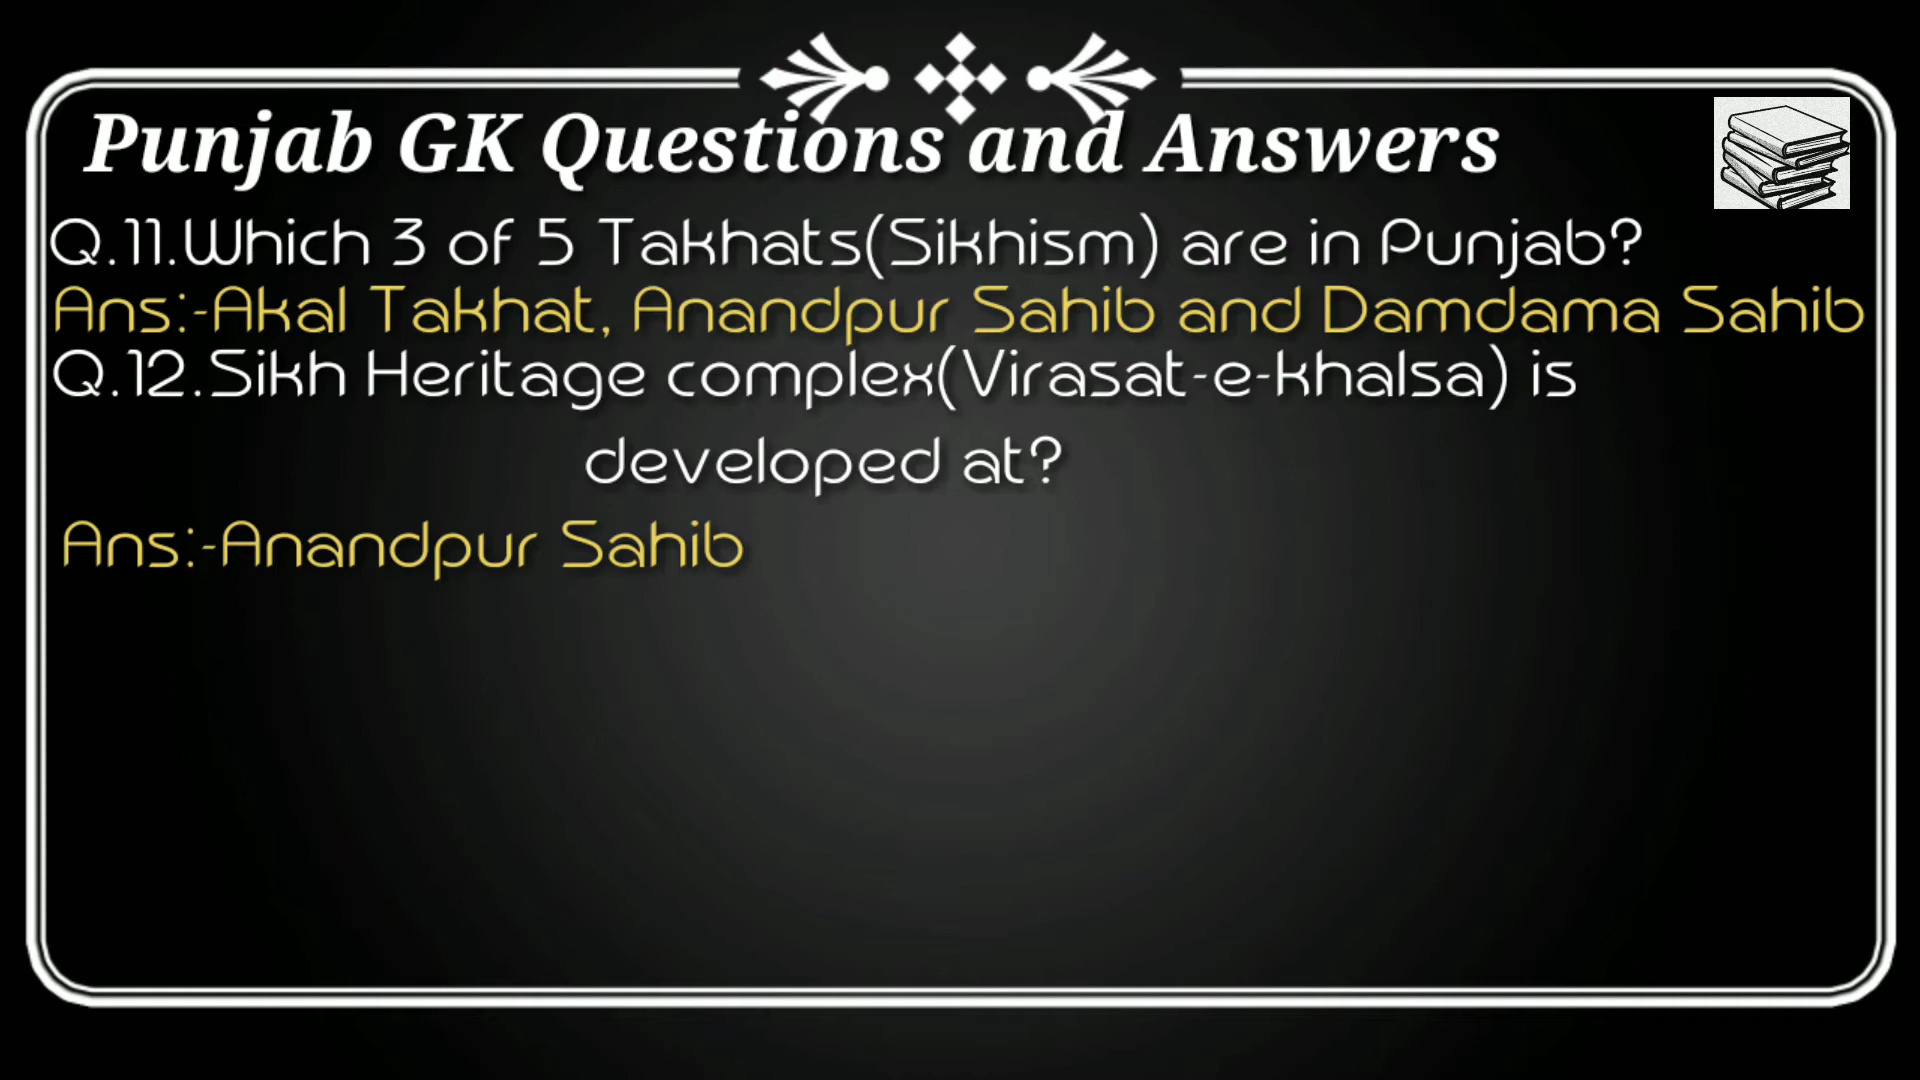 Punjab GK Questions and Answers
Q.11.Which 3 of 5 Takhats(Sikhism) are in Punjab?
Ans:-Akal Takhat, Anandpur Sahib and Damdama Sahib
Q.12.Sikh Heritage complex(Virasat-e-khalsa) is
developed at?
Ans:-Anandpur Sahib